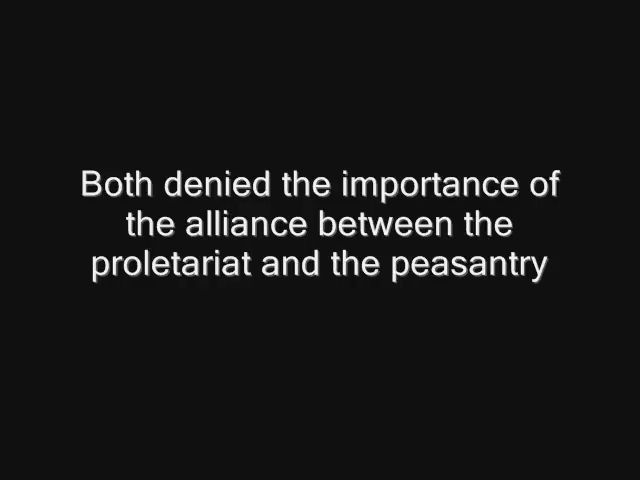 Both denied the importance of
the alliance between the
proletariat and the peasantry